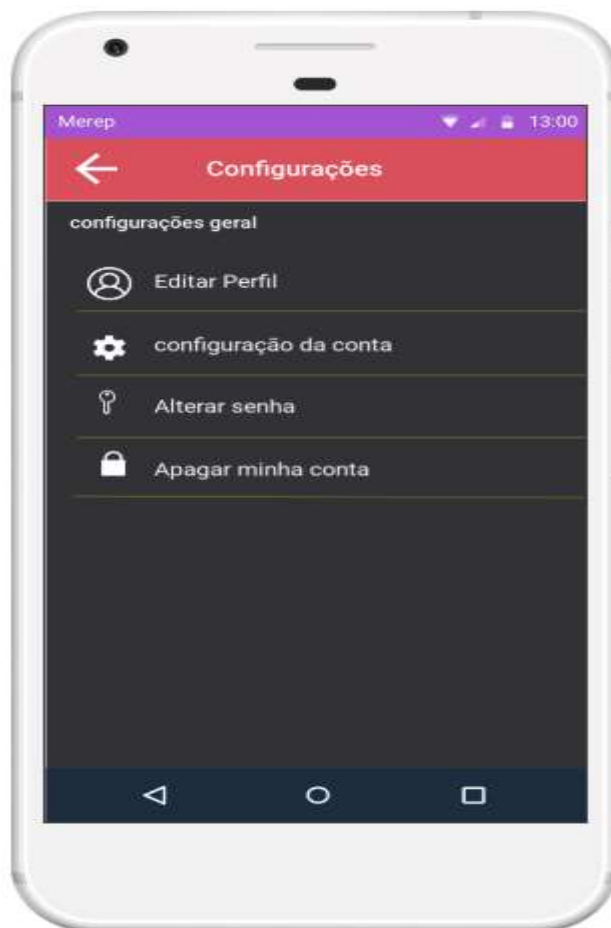 Merep 13:00
Configurações
configurações geral
Editar Perfil
configuração da conta
Alterar senha
Apagar minha conta